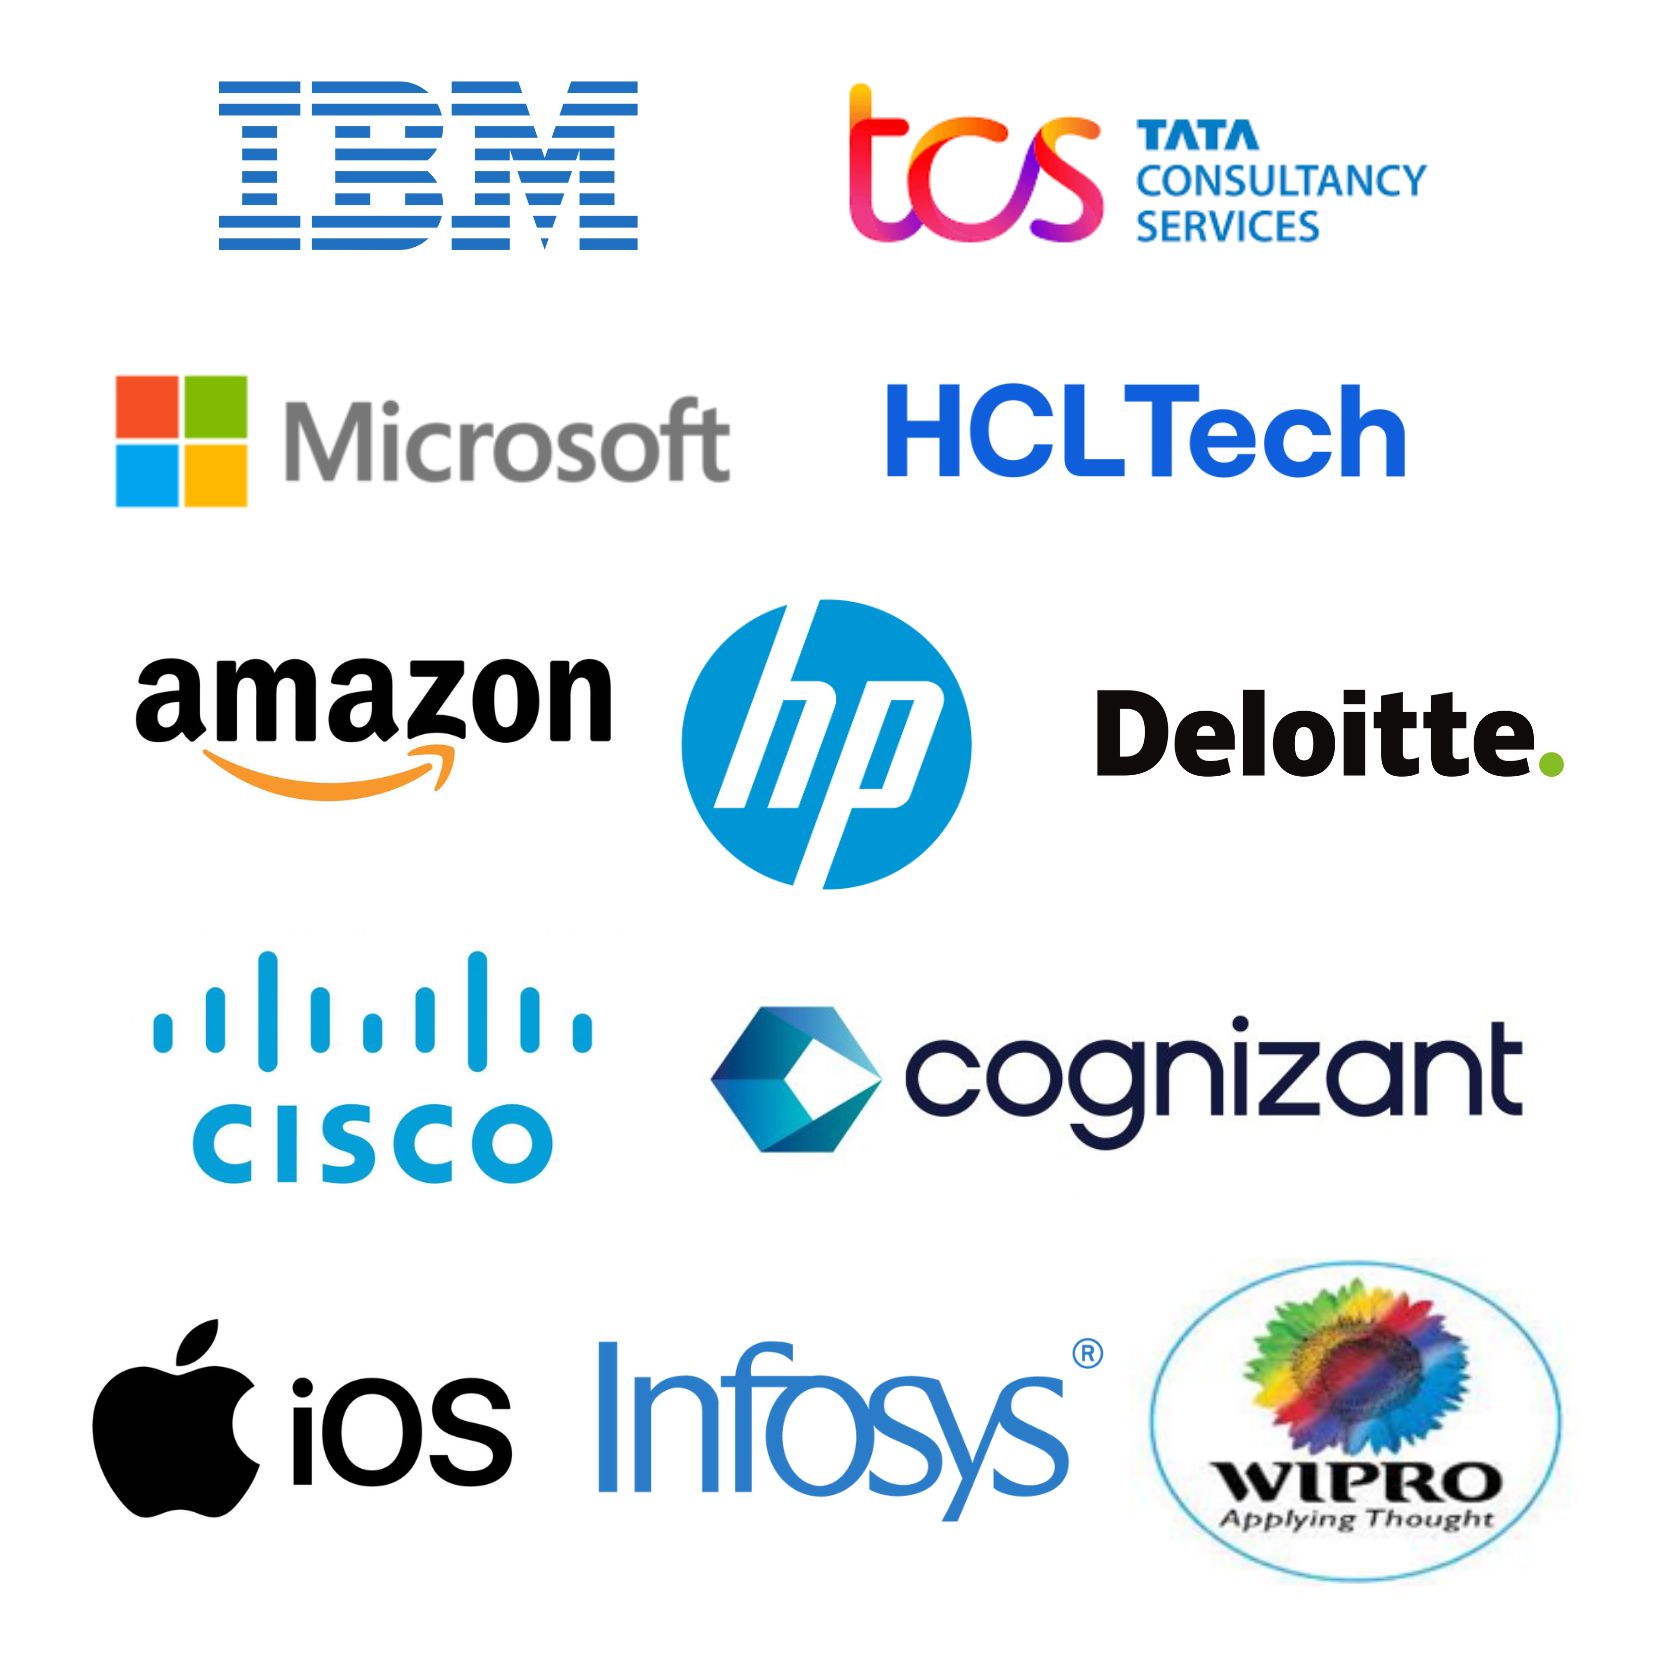 IBM
tcs
TATA
CONSULTANCY
SERVICES
Microsoft
HCLTech
amazon
hp
Deloitte.
CISCO
cognizant
iOS
Infosys®
WIPRO
Applying Thought